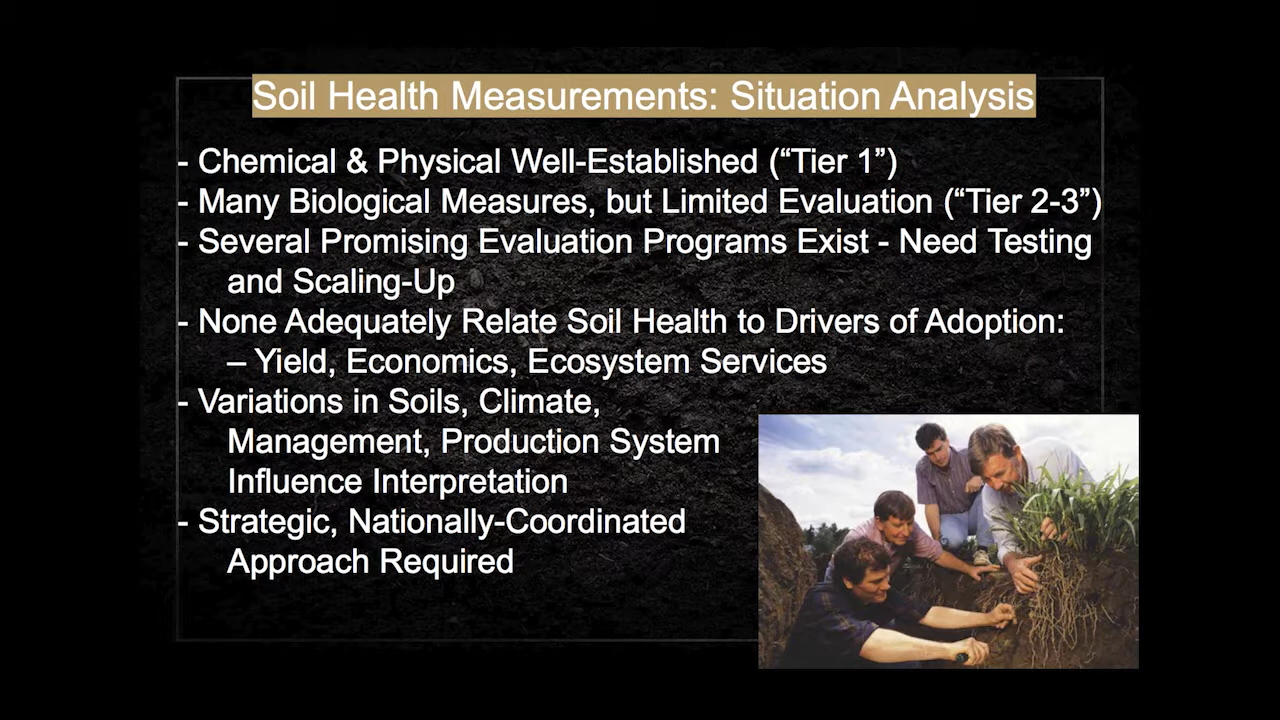 Soil Health Measurements: Situation Analysis
- Chemical & Physical Well-Established (“Tier 1”)
- Many Biological Measures, but Limited Evaluation (“Tier 2-3”)
- Several Promising Evaluation Programs Exist - Need Testing
and Scaling-Up
- None Adequately Relate Soil Health to Drivers of Adoption:
– Yield, Economics, Ecosystem Services
- Variations in Soils, Climate,
Management, Production System
Influence Interpretation
- Strategic, Nationally-Coordinated
Approach Required